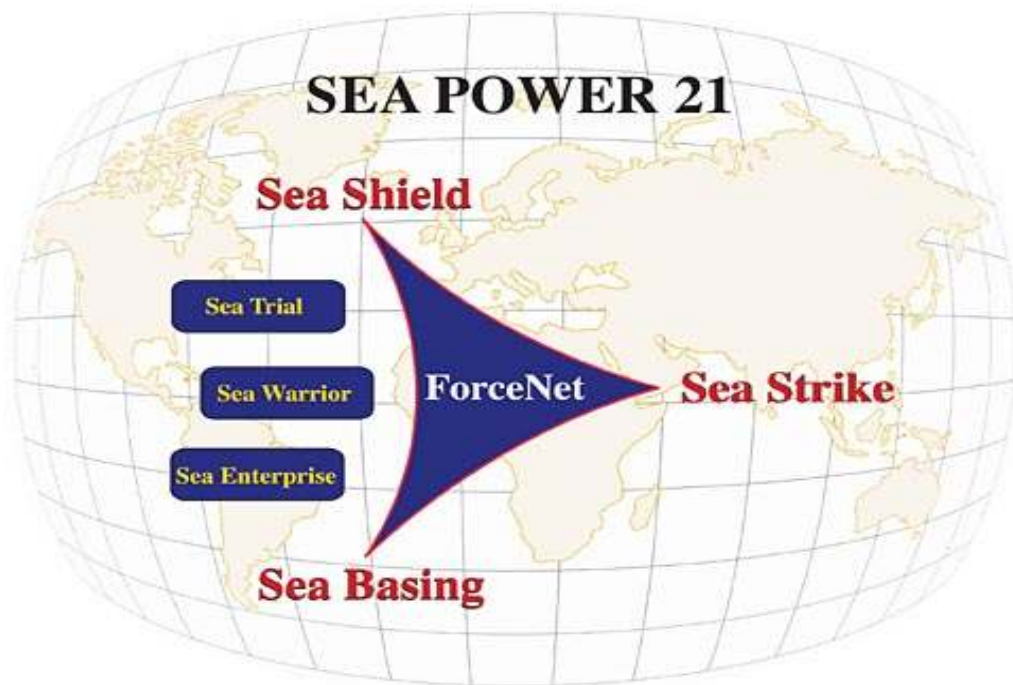 SEA POWER 21
Sea Shield
Sea Trial
Sea Warrior
ForceNet
Sea Strike
Sea Enterprise
Sea Basing